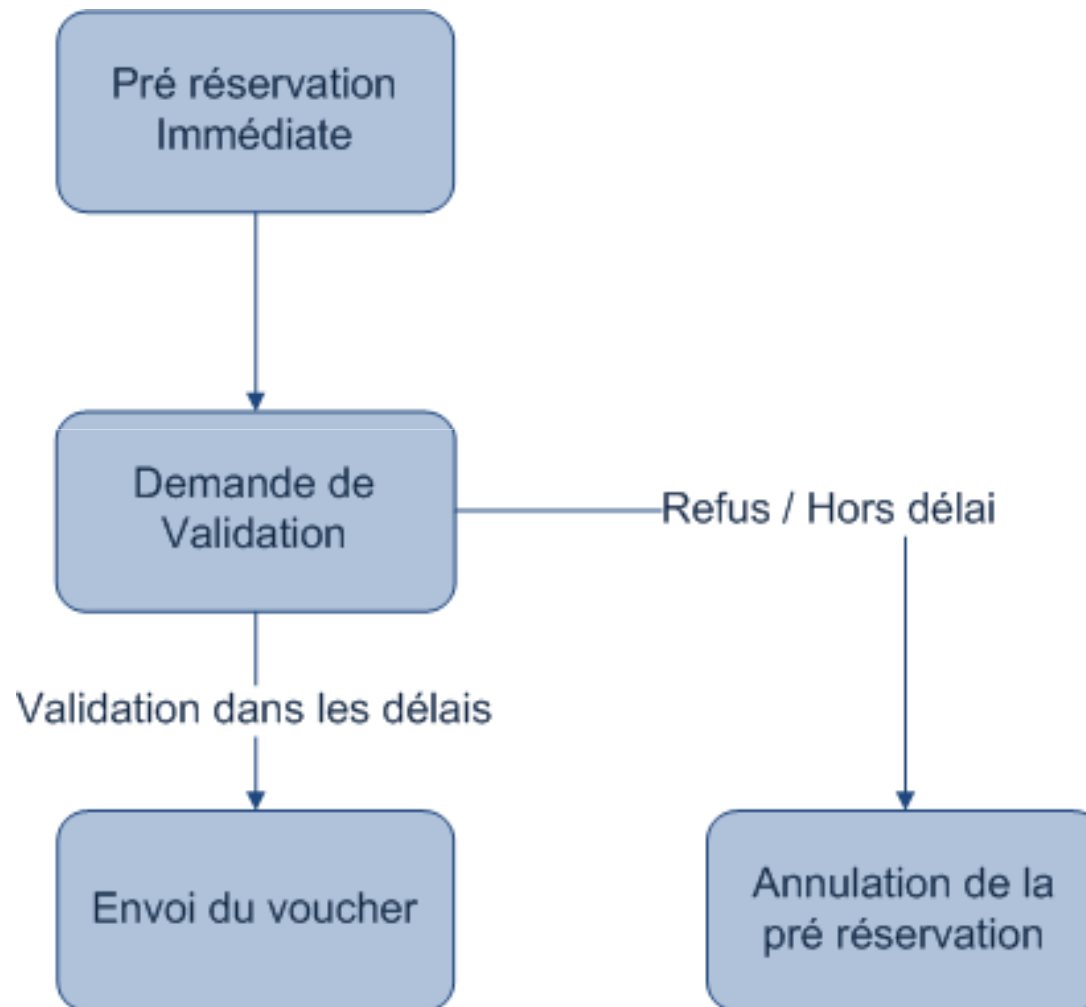 Pré réservation
Immédiate
Demande de
Validation
Refus / Hors délai
Validation dans les délais
Envoi du voucher
Annulation de la
pré réservation